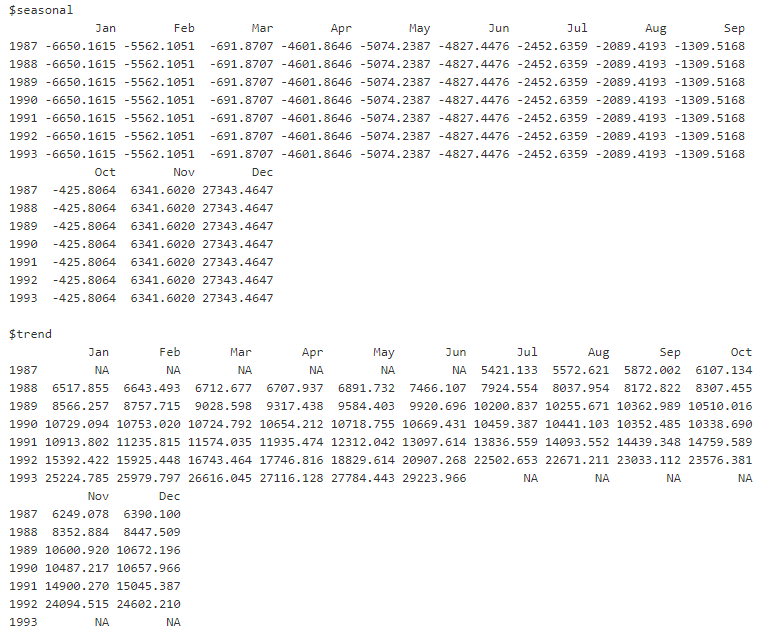 $seasonal
            Jan        Feb        Mar        Apr        May        Jun        Jul        Aug        Sep
1987 -6650.1615 -5562.1051  -691.8707 -4601.8646 -5074.2387 -4827.4476 -2452.6359 -2089.4193 -1309.5168
1988 -6650.1615 -5562.1051  -691.8707 -4601.8646 -5074.2387 -4827.4476 -2452.6359 -2089.4193 -1309.5168
1989 -6650.1615 -5562.1051  -691.8707 -4601.8646 -5074.2387 -4827.4476 -2452.6359 -2089.4193 -1309.5168
1990 -6650.1615 -5562.1051  -691.8707 -4601.8646 -5074.2387 -4827.4476 -2452.6359 -2089.4193 -1309.5168
1991 -6650.1615 -5562.1051  -691.8707 -4601.8646 -5074.2387 -4827.4476 -2452.6359 -2089.4193 -1309.5168
1992 -6650.1615 -5562.1051  -691.8707 -4601.8646 -5074.2387 -4827.4476 -2452.6359 -2089.4193 -1309.5168
1993 -6650.1615 -5562.1051  -691.8707 -4601.8646 -5074.2387 -4827.4476 -2452.6359 -2089.4193 -1309.5168
            Oct        Nov        Dec
1987  -425.8064  6341.6020 27343.4647
1988  -425.8064  6341.6020 27343.4647
1989  -425.8064  6341.6020 27343.4647
1990  -425.8064  6341.6020 27343.4647
1991  -425.8064  6341.6020 27343.4647
1992  -425.8064  6341.6020 27343.4647
1993  -425.8064  6341.6020 27343.4647

$trend
           Jan       Feb       Mar       Apr       May       Jun       Jul       Aug       Sep       Oct
1987        NA        NA        NA        NA        NA        NA  5421.133  5572.621  5872.002  6107.134
1988  6517.855  6643.493  6712.677  6707.937  6891.732  7466.107  7924.554  8037.954  8172.822  8307.455
1989  8566.257  8757.715  9028.598  9317.438  9584.403  9920.696 10200.837 10255.671 10362.989 10510.016
1990 10729.094 10753.020 10724.792 10654.212 10718.755 10669.431 10459.387 10441.103 10352.485 10338.690
1991 10913.802 11235.815 11574.035 11935.474 12312.042 13097.614 13836.559 14093.552 14439.348 14759.589
1992 15392.422 15925.448 16743.464 17746.816 18829.614 20907.268 22502.653 22671.211 23033.112 23576.381
1993 25224.785 25979.797 26616.045 27116.128 27784.443 29223.966        NA        NA        NA        NA
           Nov       Dec
1987  6249.078  6390.100
1988  8352.884  8447.509
1989 10600.920 10672.196
1990 10487.217 10657.966
1991 14900.270 15045.387
1992 24094.515 24602.210
1993        NA        NA